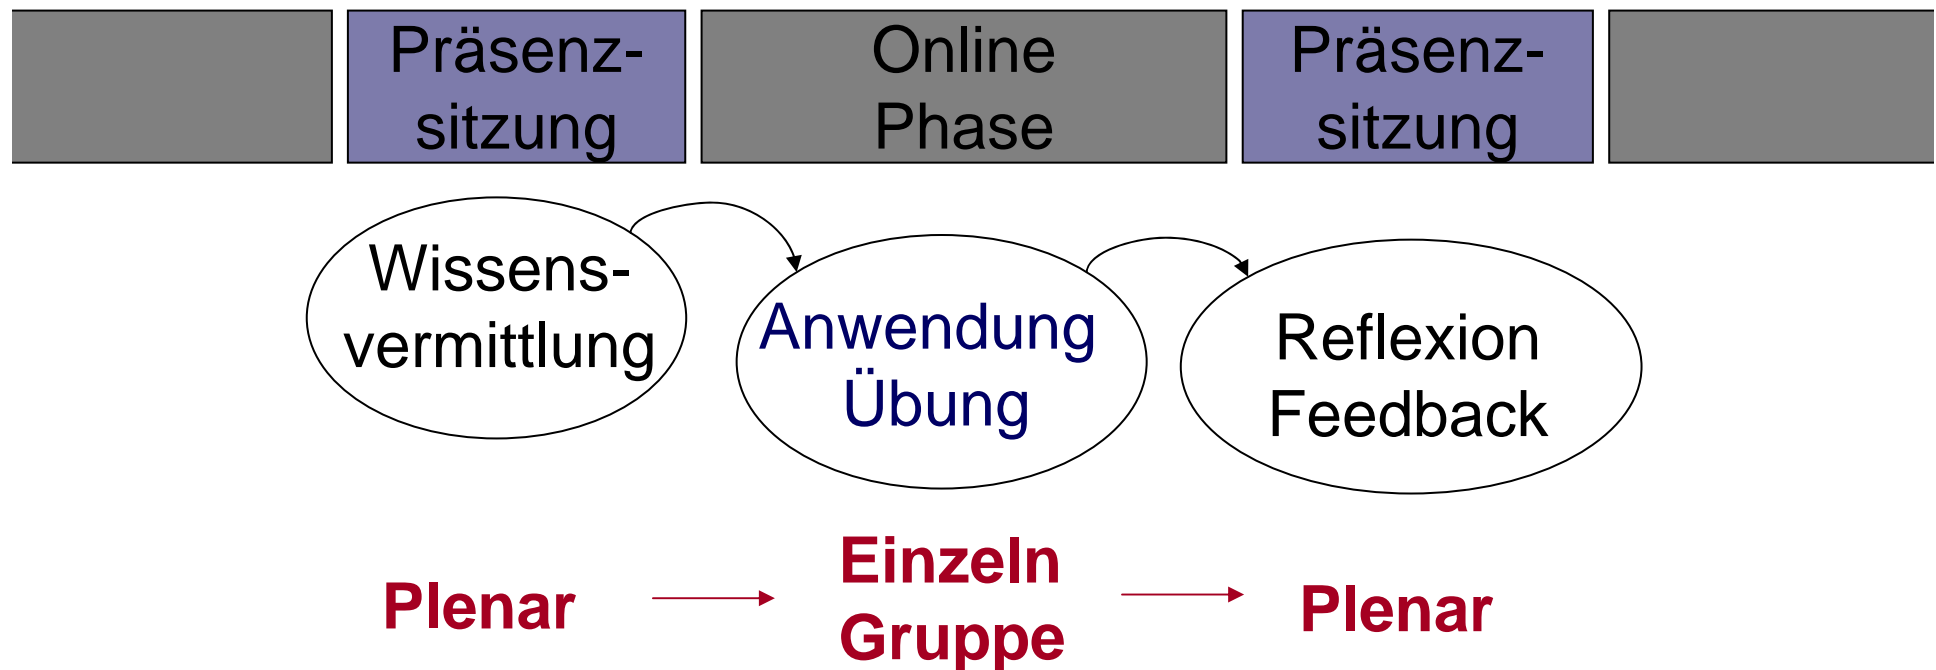 Präsenz-
sitzung
Online
Phase
Präsenz-
sitzung
Wissens-
vermittlung
Anwendung
Übung
Reflexion
Feedback
Plenar
Einzeln
Gruppe
Plenar